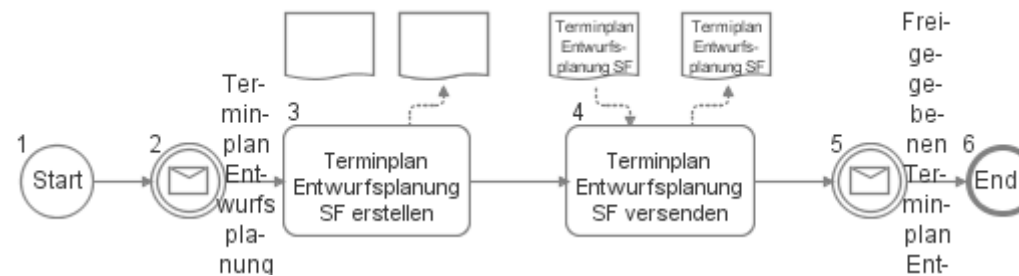 1
Start
2
Ter-
min-
plan
Ent-
wurfs
pla-
nung
3
Terminplan
Entwurfsplanung
SF erstellen
Terminplan
Entwurfs-
planung SF
Termiplan
Entwurfs-
planung SF
4
Terminplan
Entwurfsplanung
SF versenden
5
Frei-
ge-
ge-
be-
nen
Ter-
min-
plan
Ent-
6
End